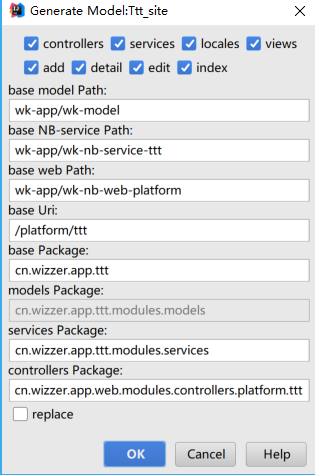 Generate Model:Ttt_site
controllers services locales views
add detail edit index
base model Path:
wk-app/wk-model
base NB-service Path:
wk-app/wk-nb-service-ttt
base web Path:
wk-app/wk-nb-web-platform
base Uri:
/platform/ttt
base Package:
cn.wizzer.app.ttt
models Package:
cn.wizzer.app.ttt.modules.models
services Package:
cn.wizzer.app.ttt.modules.services
controllers Package:
cn.wizzer.app.web.modules.controllers.platform.ttt
replace
OK Cancel Help